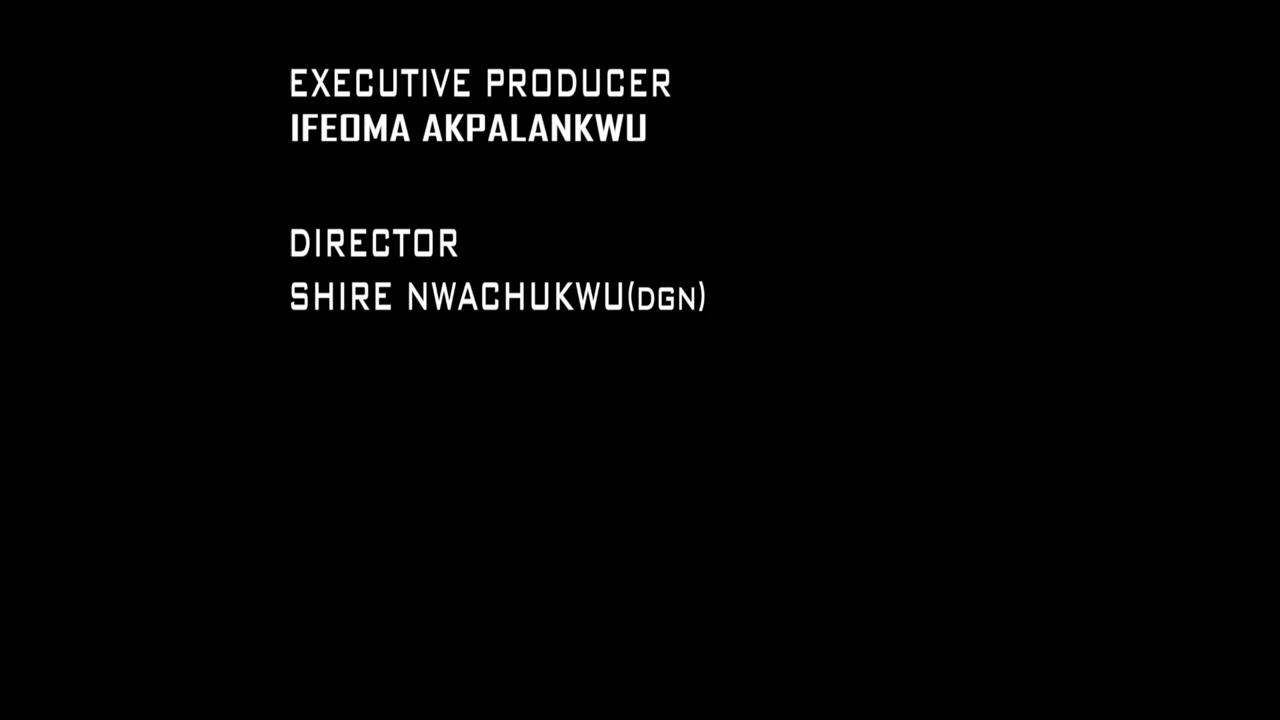 EXECUTIVE PRODUCER
IFEOMA AKPALANKWU
DIRECTOR
SHIRE NWACHUKWU(DGN)